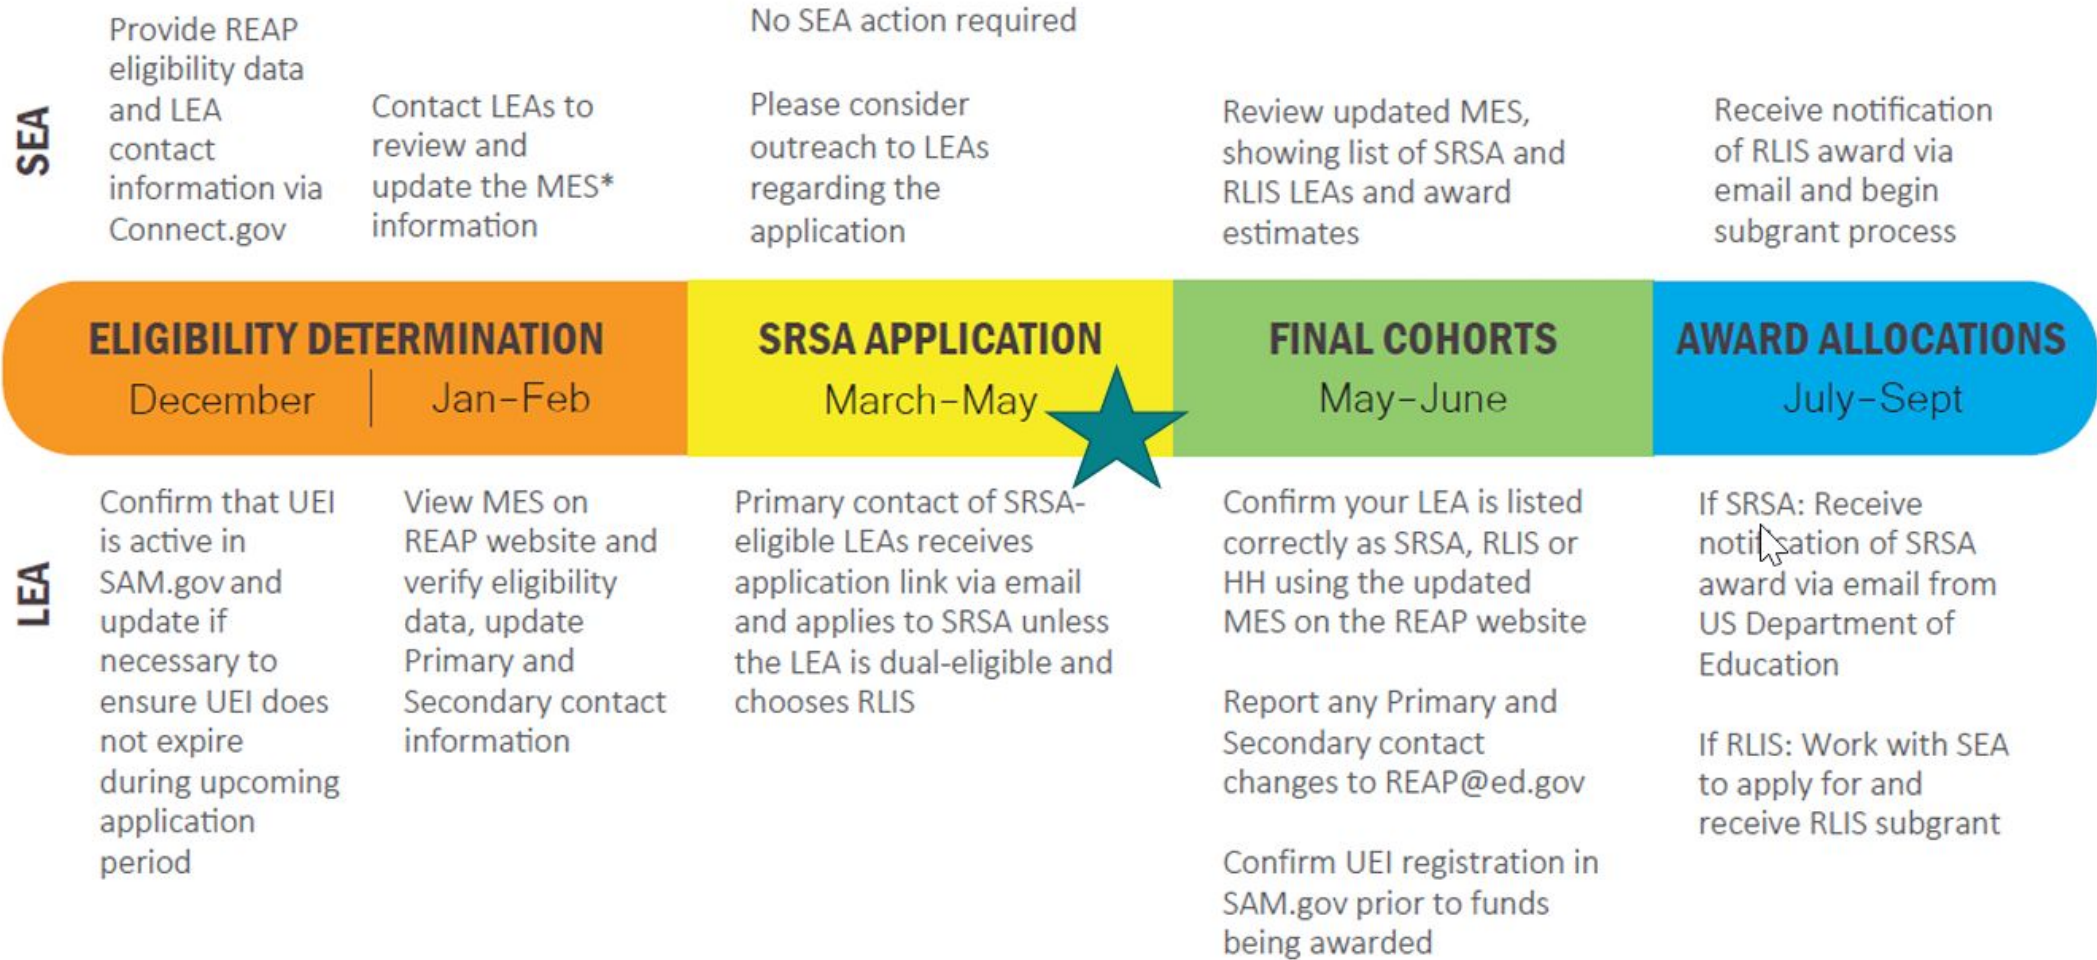 SEA
Provide REAP
eligibility data
and LEA
contact
information via
Connect.gov
Contact LEAs to
review and
update the MES*
information
No SEA action required
Please consider
outreach to LEAs
regarding the
application
Review updated MES,
showing list of SRSA and
RLIS LEAs and award
estimates
Receive notification
of RLIS award via
email and begin
subgrant process
ELIGIBILITY DETERMINATION
December | Jan–Feb
SRSA APPLICATION
March–May
FINAL COHORTS
May–June
AWARD ALLOCATIONS
July–Sept
LEA
Confirm that UEI
is active in
SAM.gov and
update if
necessary to
ensure UEI does
not expire
during upcoming
application
period
View MES on
REAP website and
verify eligibility
data, update
Primary and
Secondary contact
information
Primary contact of SRSA-
eligible LEAs receives
application link via email
and applies to SRSA unless
the LEA is dual-eligible and
chooses RLIS
Confirm your LEA is listed
correctly as SRSA, RLIS or
HH using the updated
MES on the REAP website
Report any Primary and
Secondary contact
changes to REAP@ed.gov
Confirm UEI registration in
SAM.gov prior to funds
being awarded
If SRSA: Receive
notification of SRSA
award via email from
US Department of
Education
If RLIS: Work with SEA
to apply for and
receive RLIS subgrant